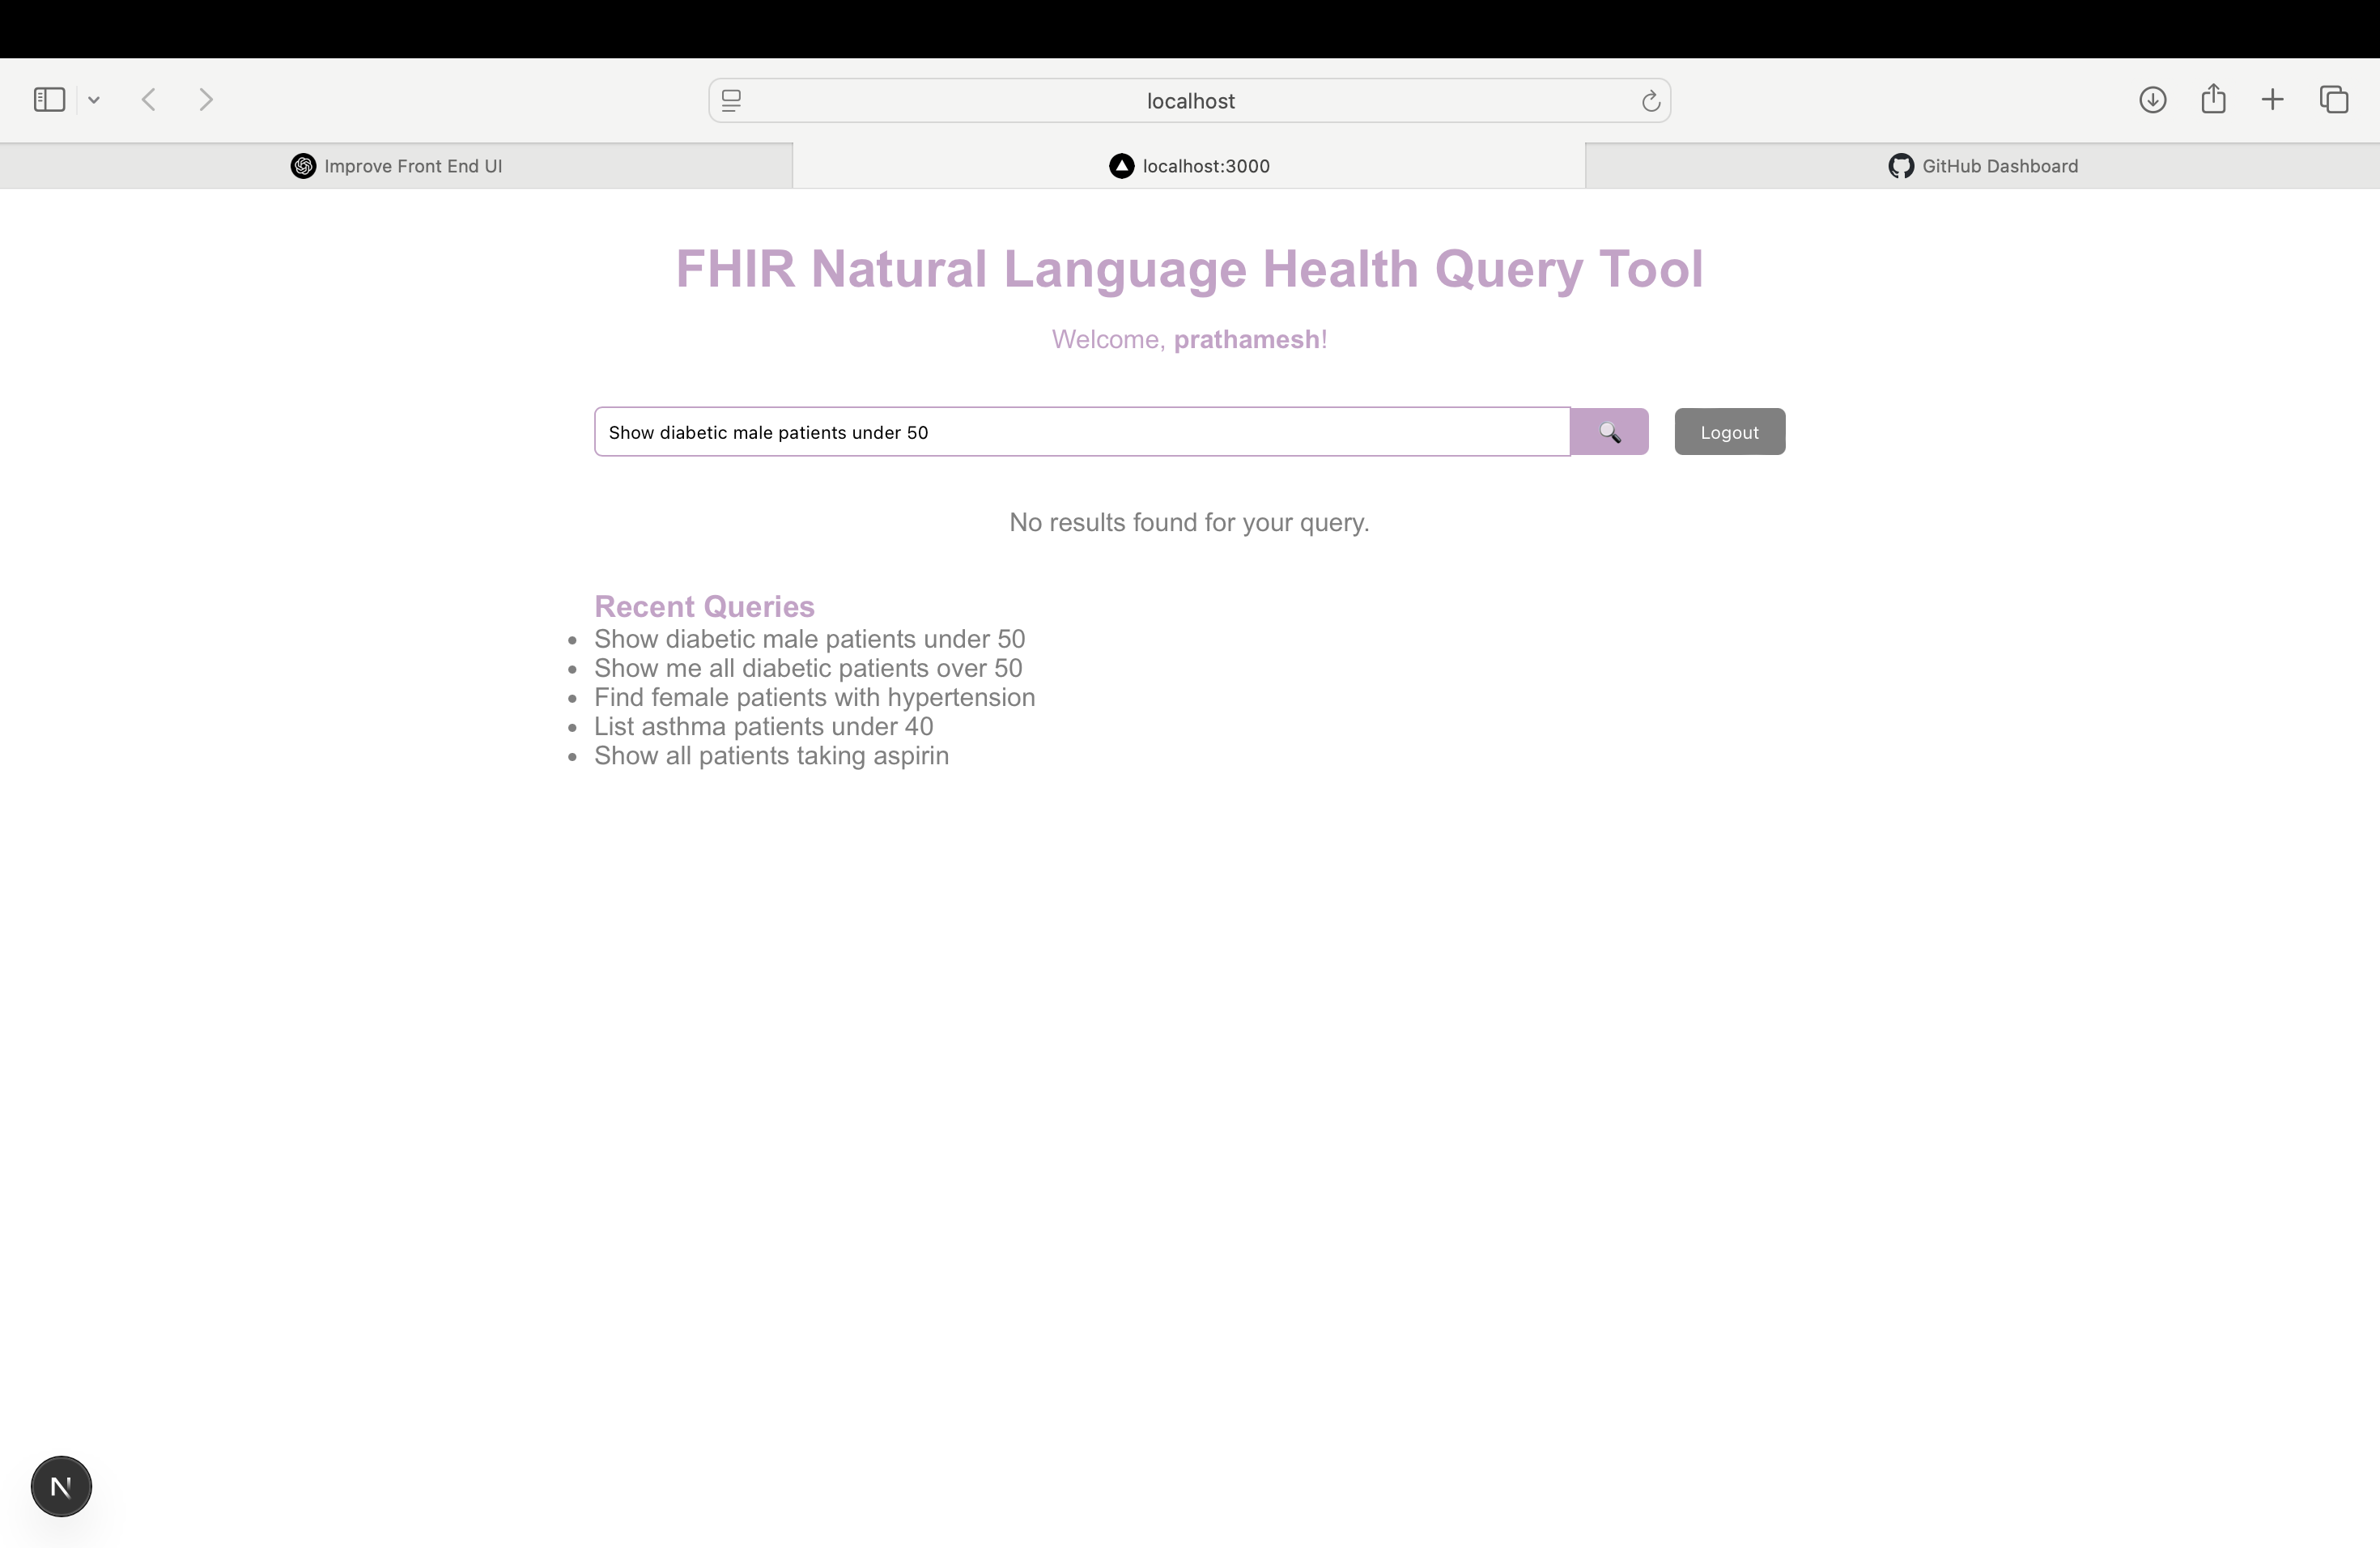 localhost
Improve Front End UI
localhost:3000
GitHub Dashboard
FHIR Natural Language Health Query Tool
Welcome, prathamesh!
Show diabetic male patients under 50
Logout
No results found for your query.
Recent Queries
Show diabetic male patients under 50
Show me all diabetic patients over 50
Find female patients with hypertension
List asthma patients under 40
Show all patients taking aspirin
N